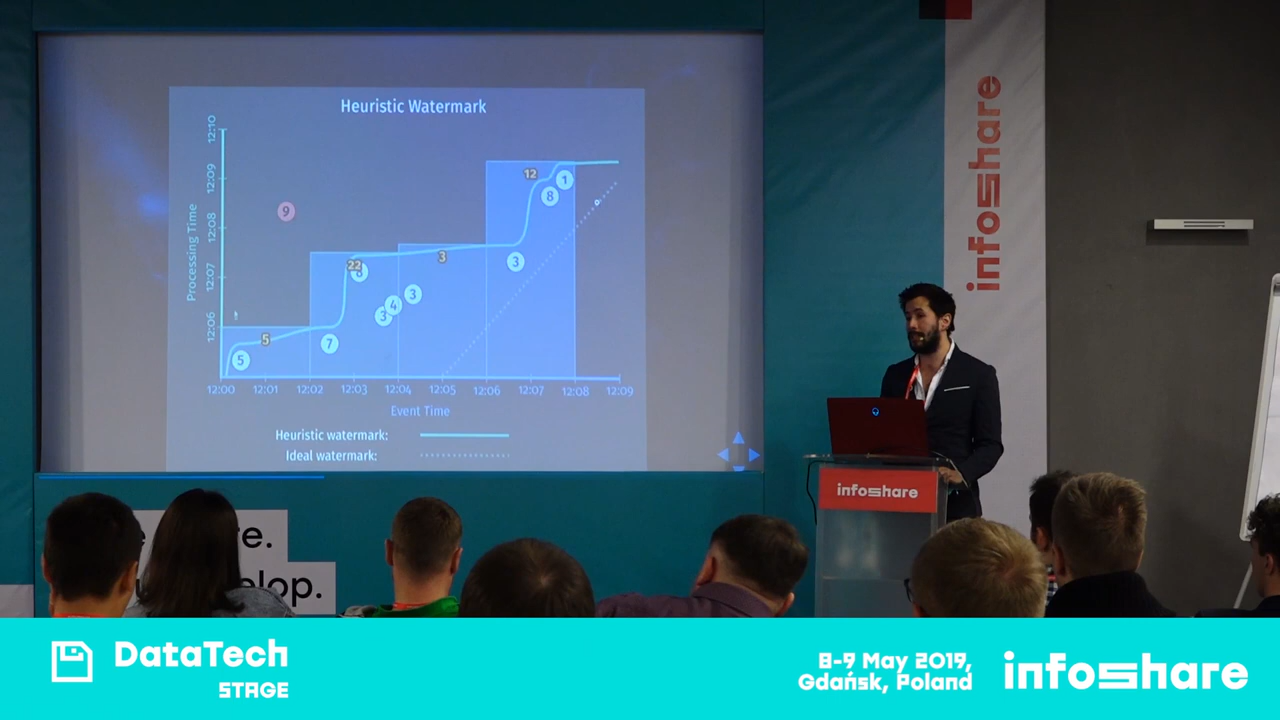 Heuristic Watermark
Processing Time
12:10
12:09
12:08
12:07
12:06
9
12
1
8
22
8
3
3
3
4
3
5
7
5
12:00 12:01 12:02 12:03 12:04 12:05 12:06 12:07 12:08 12:09
Event Time
Heuristic watermark:
Ideal watermark:
infoshare
infoshare
e.
elop.
DataTech
STAGE
8-9 May 2019,
Gdańsk, Poland
infoshare